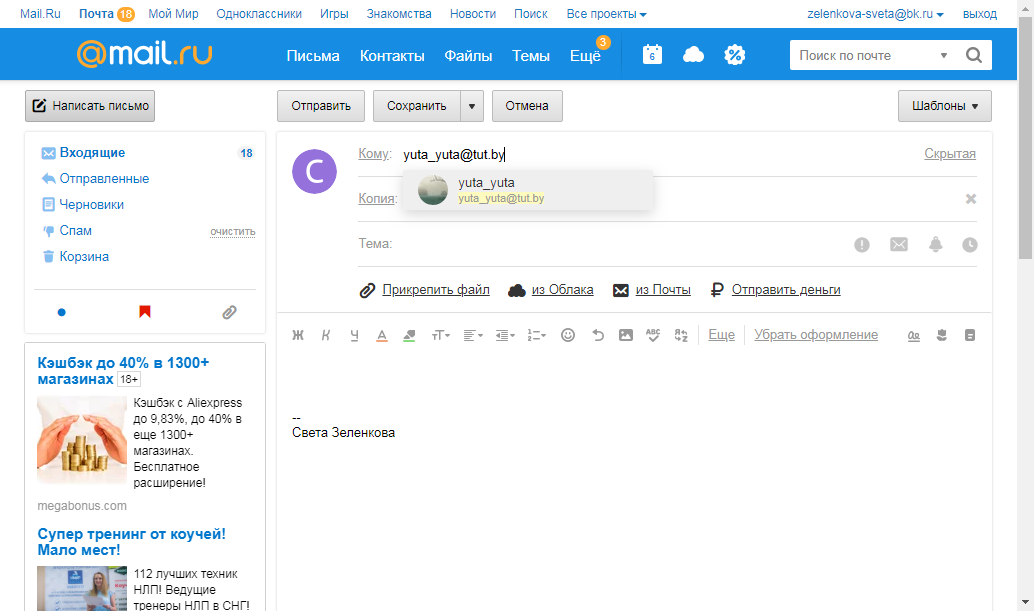 Mail.Ru Почта 18 Мой Мир Одноклассники Игры Знакомства Новости Поиск Все проекты zelenkova-sveta@bk.ru выход
@mail.ru Письма Контакты Файлы Темы Ещё 3 6 % Поиск по почте
Написать письмо Отправить Сохранить Отмена Шаблоны
Входящие 18
Отправленные
Черновики
Спам очистить
Корзина
С
Кому: yuta_yuta@tut.by Скрытая
yuta_yuta
yuta_yuta@tut.by
Копия:
Тема:
Прикрепить файл из Облака из Почты Отправить деньги
Ж К Ч А тТ ABC Еще Убрать оформление
--
Света Зеленкова
Кэшбэк до 40% в 1300+
магазинах 18+
Кэшбэк с Aliexpress
до 9,83%, до 40% в
еще 1300+
магазинах.
Бесплатное
расширение!
megabonus.com
Супер тренинг от коучей!
Мало мест!
112 лучших техник
НЛП! Ведущие
тренеры НЛП в СНГ!